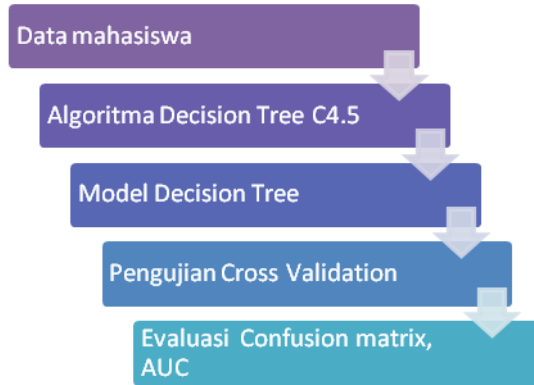 Data mahasiswa
Algoritma Decision Tree C4.5
Model Decision Tree
Pengujian Cross Validation
Evaluasi Confusion matrix,
AUC